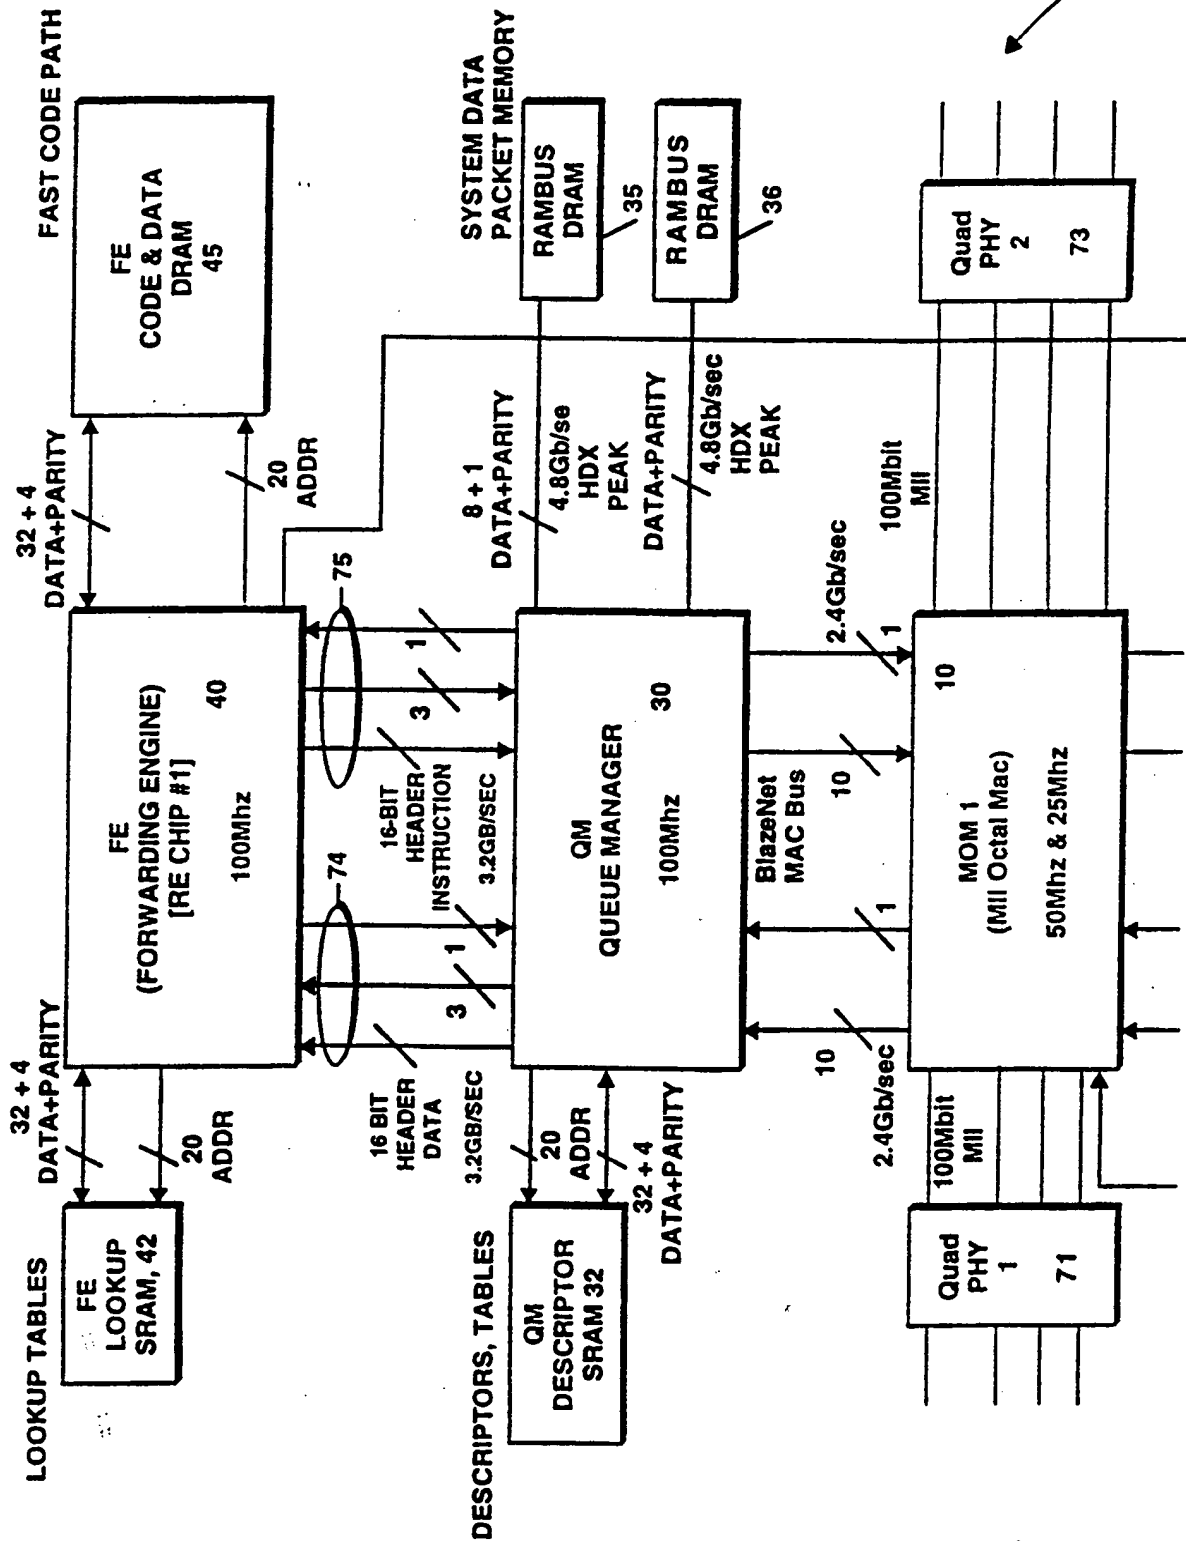 LOOKUP TABLES
FE
LOOKUP
SRAM, 42
32 + 4
DATA+PARITY
20
ADDR
FE
(FORWARDING ENGINE)
[RE CHIP #1]
40
100Mhz
32 + 4
DATA+PARITY
20
ADDR
FAST CODE PATH
FE
CODE & DATA
DRAM
45
74
16 BIT
HEADER
DATA
3.2GB/SEC
3
1
16-BIT
HEADER
INSTRUCTION
3.2GB/SEC
3
1
75
DESCRIPTORS, TABLES
QM
DESCRIPTOR
SRAM 32
20
ADDR
32 + 4
DATA+PARITY
QM
QUEUE MANAGER
100Mhz
30
8 + 1
DATA+PARITY
4.8Gb/se
HDX
PEAK
DATA+PARITY
4.8Gb/sec
HDX
PEAK
SYSTEM DATA
PACKET MEMORY
RAMBUS
DRAM
35
RAMBUS
DRAM
36
10
2.4Gb/sec
1
BlazeNet
MAC Bus
10
2.4Gb/sec
1
Quad
PHY
1
71
100Mbit
MII
MOM 1
(MII Octal Mac)
50Mhz & 25Mhz
10
100Mbit
MII
Quad
PHY
2
73